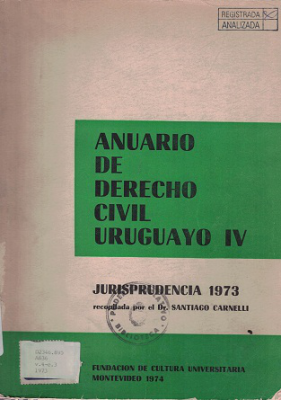 REGISTRADA
ANALIZADA
ANUARIO
DE
DERECHO
CIVIL
URUGUAYO IV
JURISPRUDENCIA 1973
recopilada por el Dr. SANTIAGO CARNELLI
BIBLIOTECA
FUNDACION DE CULTURA UNIVERSITARIA
MONTEVIDEO 1974